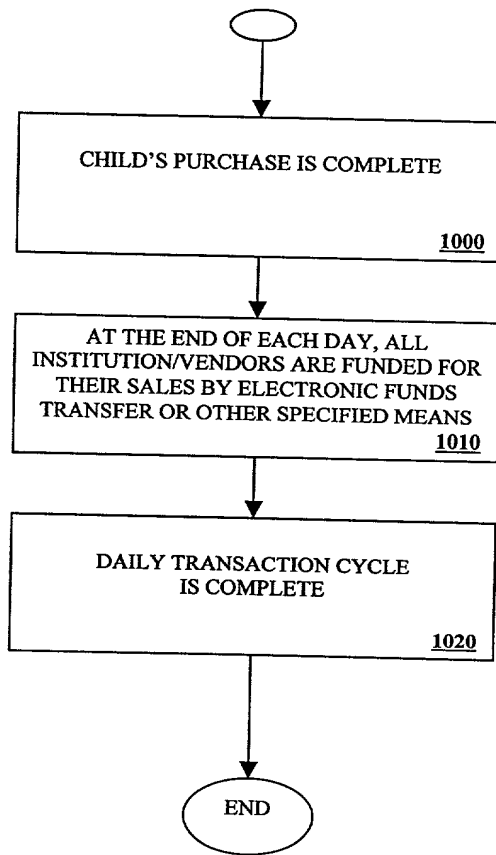 CHILD'S PURCHASE IS COMPLETE
1000
AT THE END OF EACH DAY, ALL
INSTITUTION/VENDORS ARE FUNDED FOR
THEIR SALES BY ELECTRONIC FUNDS
TRANSFER OR OTHER SPECIFIED MEANS
1010
DAILY TRANSACTION CYCLE
IS COMPLETE
1020
END